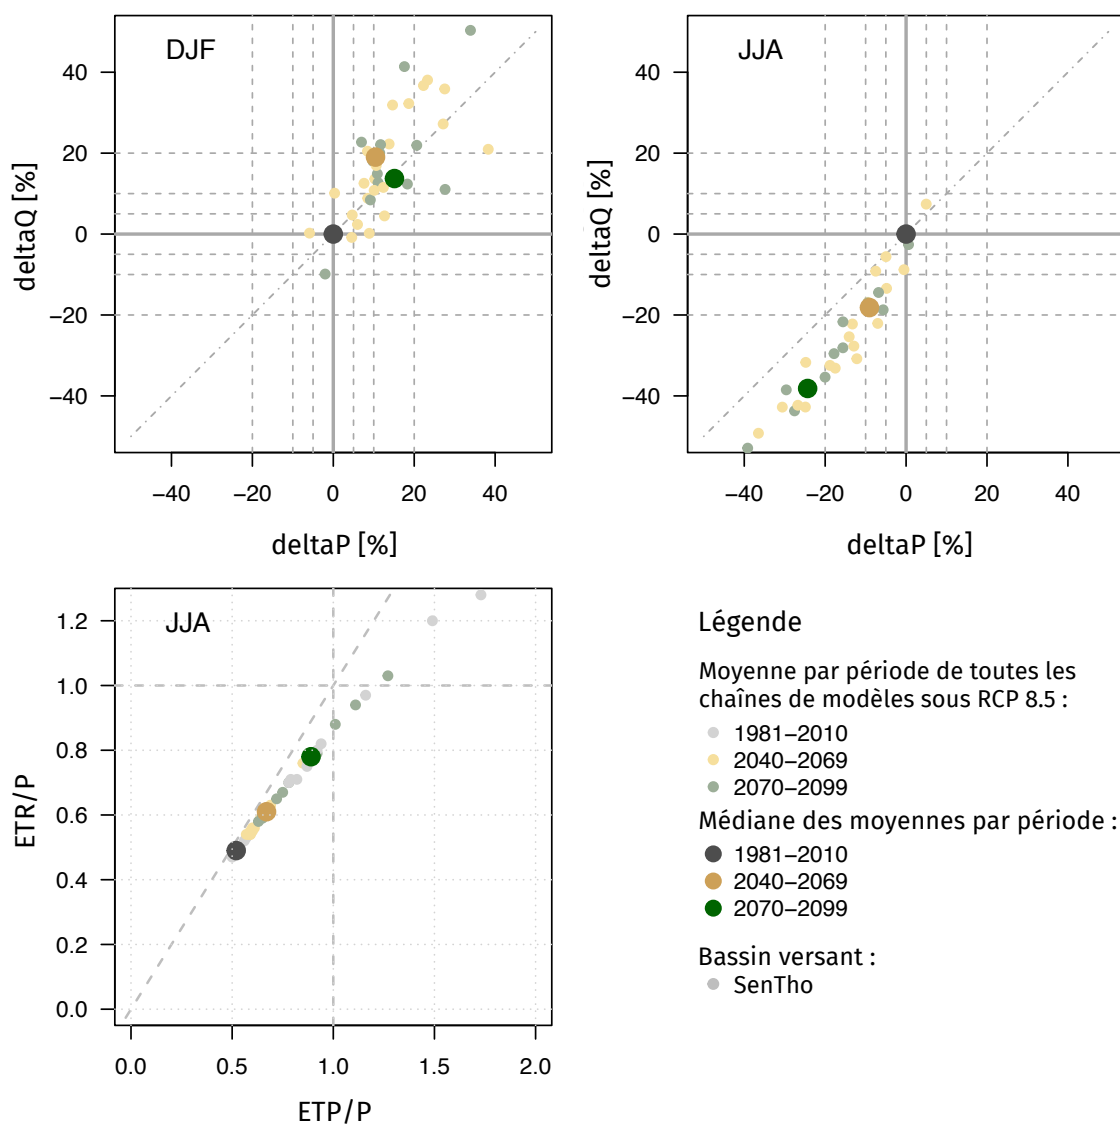 DJF
deltaQ [%]
40
20
0
−20
−40
−40
−20
0
20
40
deltaP [%]
JJA
deltaQ [%]
40
20
0
−20
−40
−40
−20
0
20
40
deltaP [%]
JJA
ETR/P
1.2
1.0
0.8
0.6
0.4
0.2
0.0
0.0
0.5
1.0
1.5
2.0
ETP/P
Légende
Moyenne par période de toutes les
chaînes de modèles sous RCP 8.5 :
1981−2010
2040−2069
2070−2099
Médiane des moyennes par période :
1981−2010
2040−2069
2070−2099
Bassin versant :
SenTho